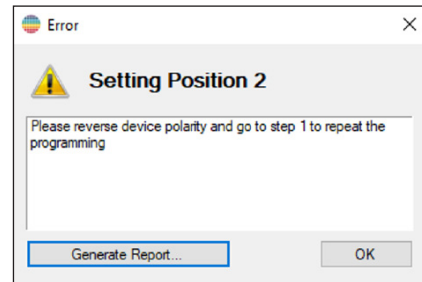 Error
Setting Position 2
Please reverse device polarity and go to step 1 to repeat the
programming
Generate Report...
OK